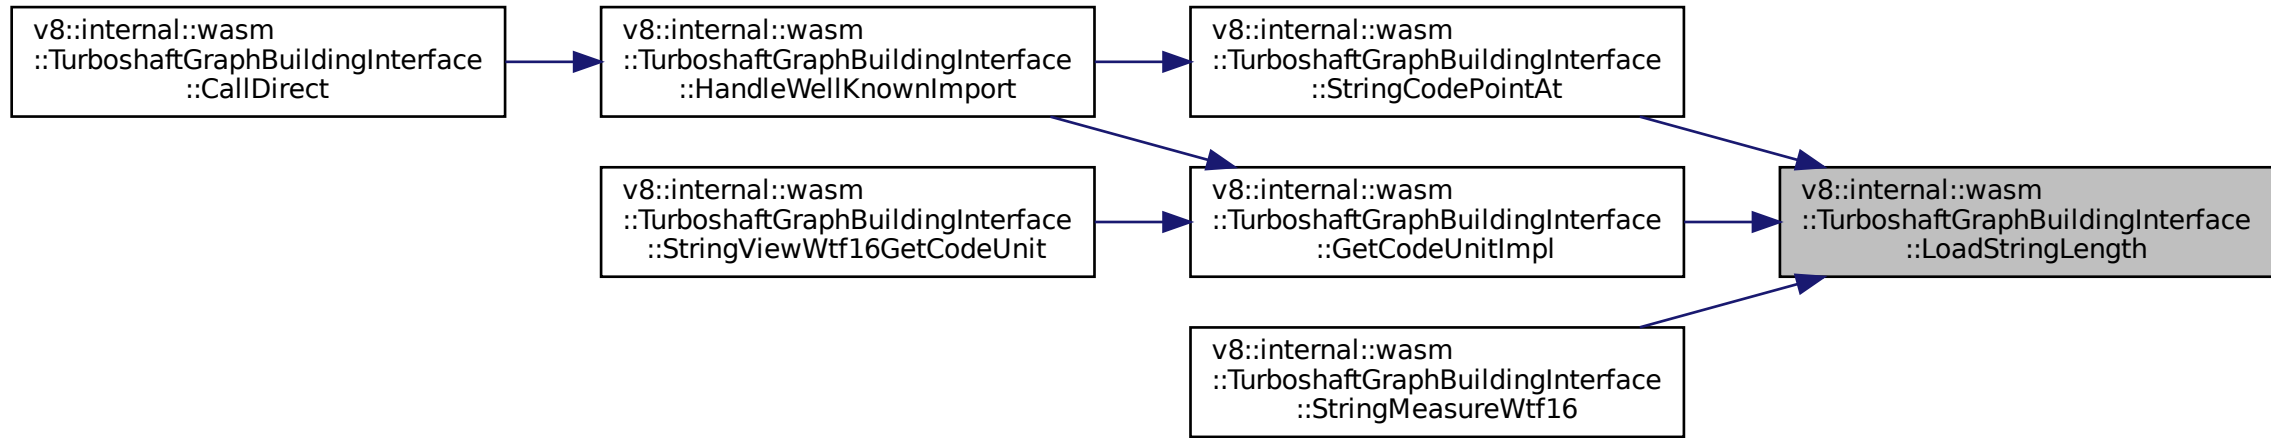 v8::internal::wasm
::TurboshaftGraphBuildingInterface
::CallDirect
v8::internal::wasm
::TurboshaftGraphBuildingInterface
::HandleWellKnownImport
v8::internal::wasm
::TurboshaftGraphBuildingInterface
::StringCodePointAt
v8::internal::wasm
::TurboshaftGraphBuildingInterface
::StringViewWtf16GetCodeUnit
v8::internal::wasm
::TurboshaftGraphBuildingInterface
::GetCodeUnitImpl
v8::internal::wasm
::TurboshaftGraphBuildingInterface
::LoadStringLength
v8::internal::wasm
::TurboshaftGraphBuildingInterface
::StringMeasureWtf16